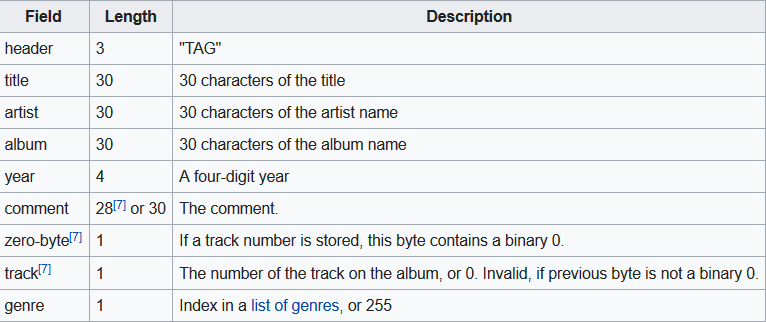 Field Length Description
header 3 "TAG"
title 30 30 characters of the title
artist 30 30 characters of the artist name
album 30 30 characters of the album name
year 4 A four-digit year
comment 28[7] or 30 The comment.
zero-byte[7] 1 If a track number is stored, this byte contains a binary 0.
track[7] 1 The number of the track on the album, or 0. Invalid, if previous byte is not a binary 0.
genre 1 Index in a list of genres, or 255